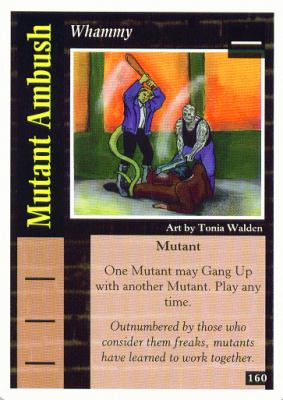 Mutant Ambush
Whammy
Art by Tonia Walden
Mutant
One Mutant may Gang Up
with another Mutant. Play any
time.
Outnumbered by those who
consider them freaks, mutants
have learned to work together.
160